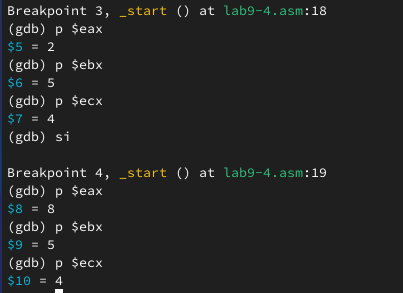 Breakpoint 3, _start () at lab9-4.asm:18
(gdb) p $eax
$5 = 2
(gdb) p $ebx
$6 = 5
(gdb) p $ecx
$7 = 4
(gdb) si
Breakpoint 4, _start () at lab9-4.asm:19
(gdb) p $eax
$8 = 8
(gdb) p $ebx
$9 = 5
(gdb) p $ecx
$10 = 4